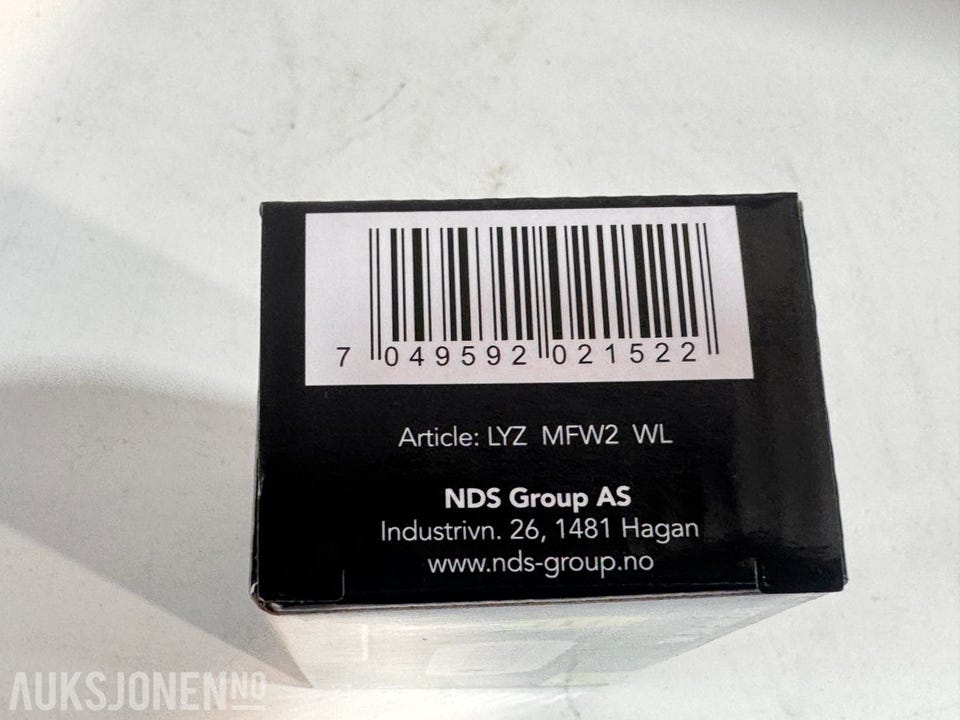 7 049592 021522
Article: LYZ MFW2 WL
NDS Group AS
Industrivn. 26, 1481 Hagan
www.nds-group.no
AUKSJONEN NO